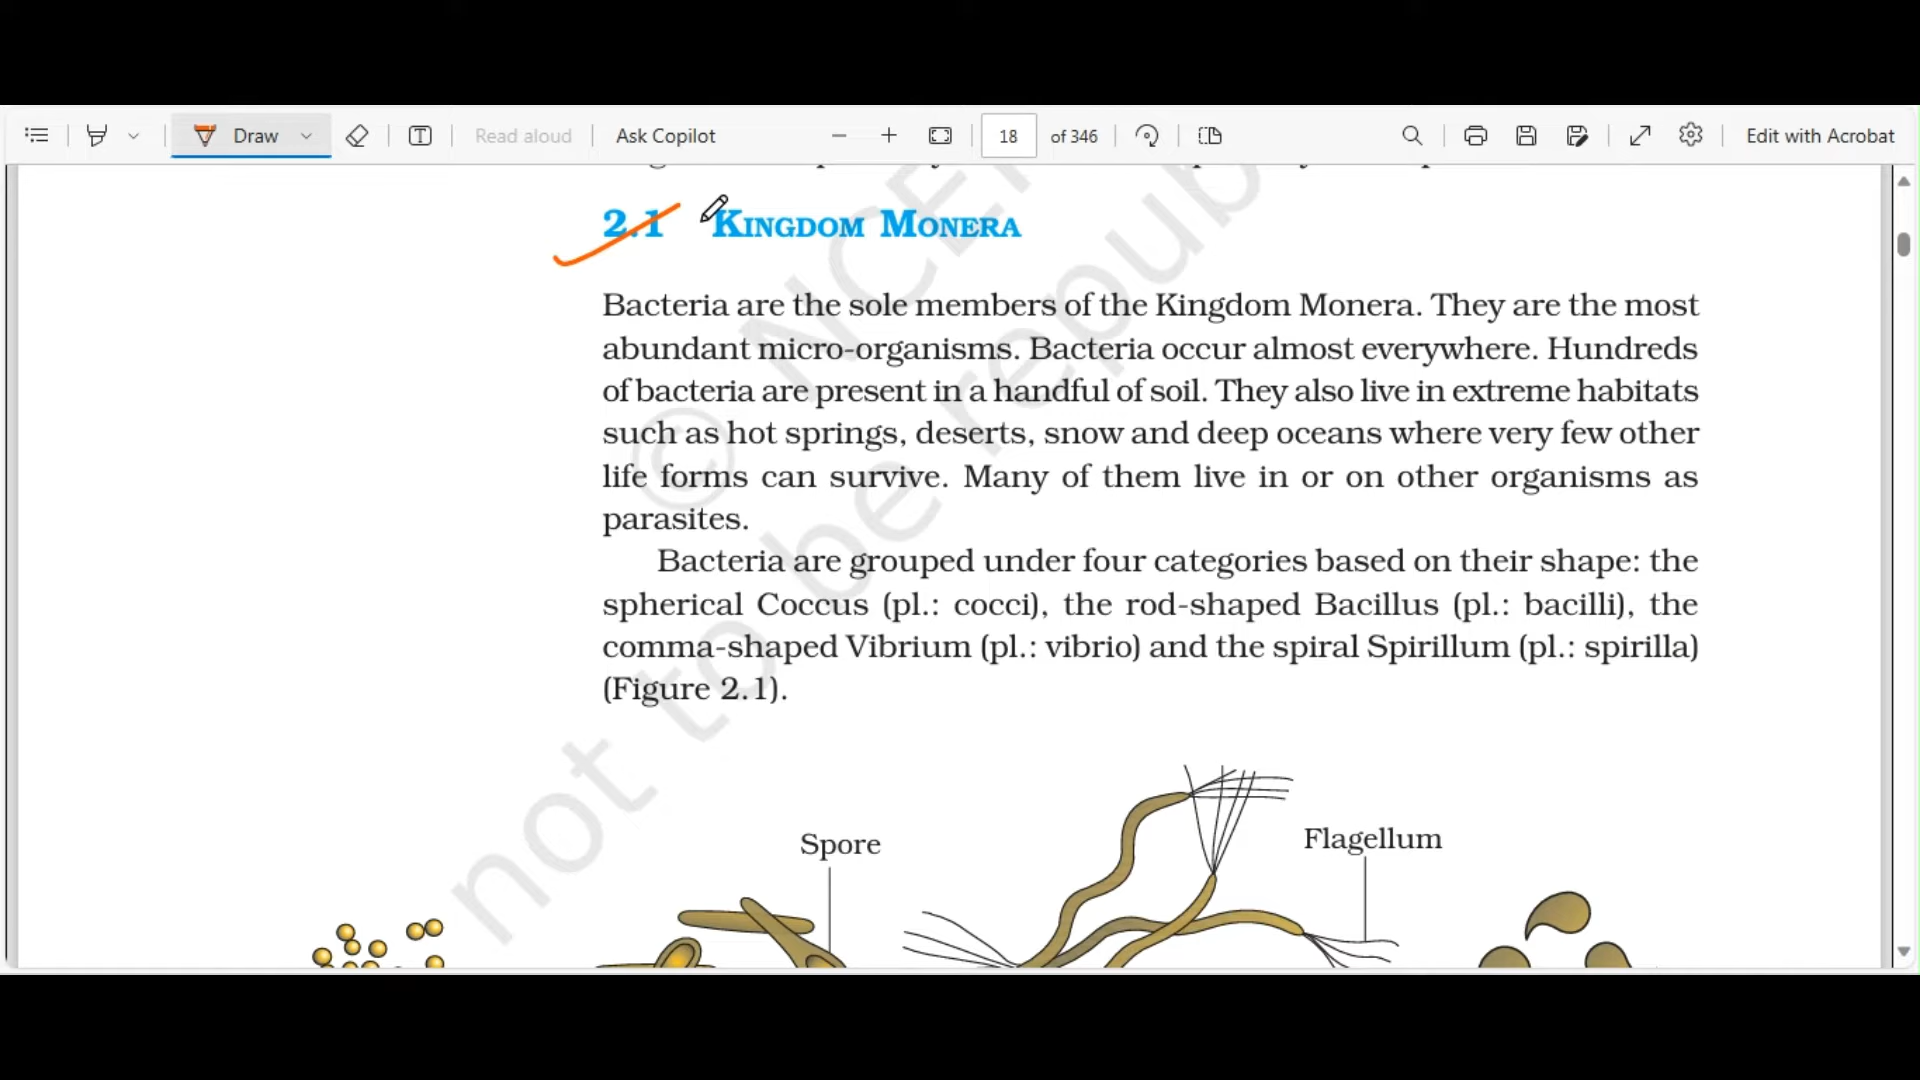 Draw
Read aloud
Ask Copilot
18 of 346
Edit with Acrobat
2.1 KINGDOM MONERA
Bacteria are the sole members of the Kingdom Monera. They are the most
abundant micro-organisms. Bacteria occur almost everywhere. Hundreds
of bacteria are present in a handful of soil. They also live in extreme habitats
such as hot springs, deserts, snow and deep oceans where very few other
life forms can survive. Many of them live in or on other organisms as
parasites.
Bacteria are grouped under four categories based on their shape: the
spherical Coccus (pl.: cocci), the rod-shaped Bacillus (pl.: bacilli), the
comma-shaped Vibrium (pl.: vibrio) and the spiral Spirillum (pl.: spirilla)
(Figure 2.1).
Spore
Flagellum
© NCE
not to be repub